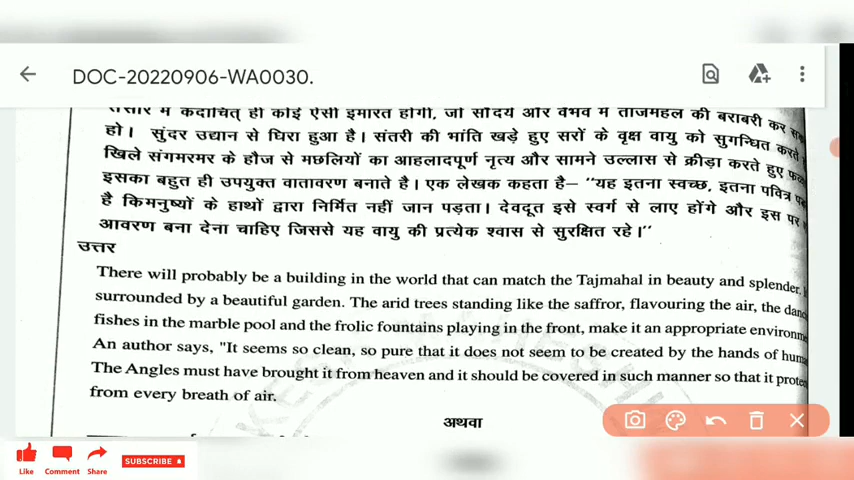 DOC-20220906-WA0030.
संसार में कदाचित् ही कोई ऐसी इमारत होगी, जो सौंदर्य और वैभव में ताजमहल की बराबरी कर
हो। सुंदर उद्यान से घिरा हुआ है। संतरी की भांति खड़े हुए सरों के वृक्ष वायु को सुगन्धित करते
खिले संगमरमर के हौज से मछलियों का आहलादपूर्ण नृत्य और सामने उल्लास से क्रीड़ा करते हुए
इसका बहुत ही उपयुक्त वातावरण बनाते है। एक लेखक कहता है– "यह इतना स्वच्छ, इतना पवित्र
है किमनुष्यों के हाथों द्वारा निर्मित नहीं जान पड़ता। देवदूत इसे स्वर्ग से लाए होंगे और इस पर
आवरण बना देना चाहिए जिससे यह वायु की प्रत्येक श्वास से सुरक्षित रहे।"
उत्तर
There will probably be a building in the world that can match the Tajmahal in beauty and splender.
surrounded by a beautiful garden. The arid trees standing like the saffror, flavouring the air, the
fishes in the marble pool and the frolic fountains playing in the front, make it an appropriate
An author says, "It seems so clean, so pure that it does not seem to be created by the hands of
The Angles must have brought it from heaven and it should be covered in such manner so that it
from every breath of air.
अथवा
Like Comment Share SUBSCRIBE